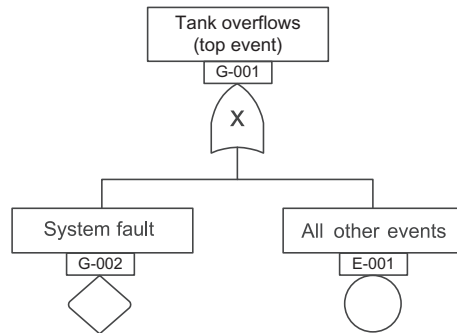 Tank overflows
(top event)
G-001
X
System fault
All other events
G-002
E-001